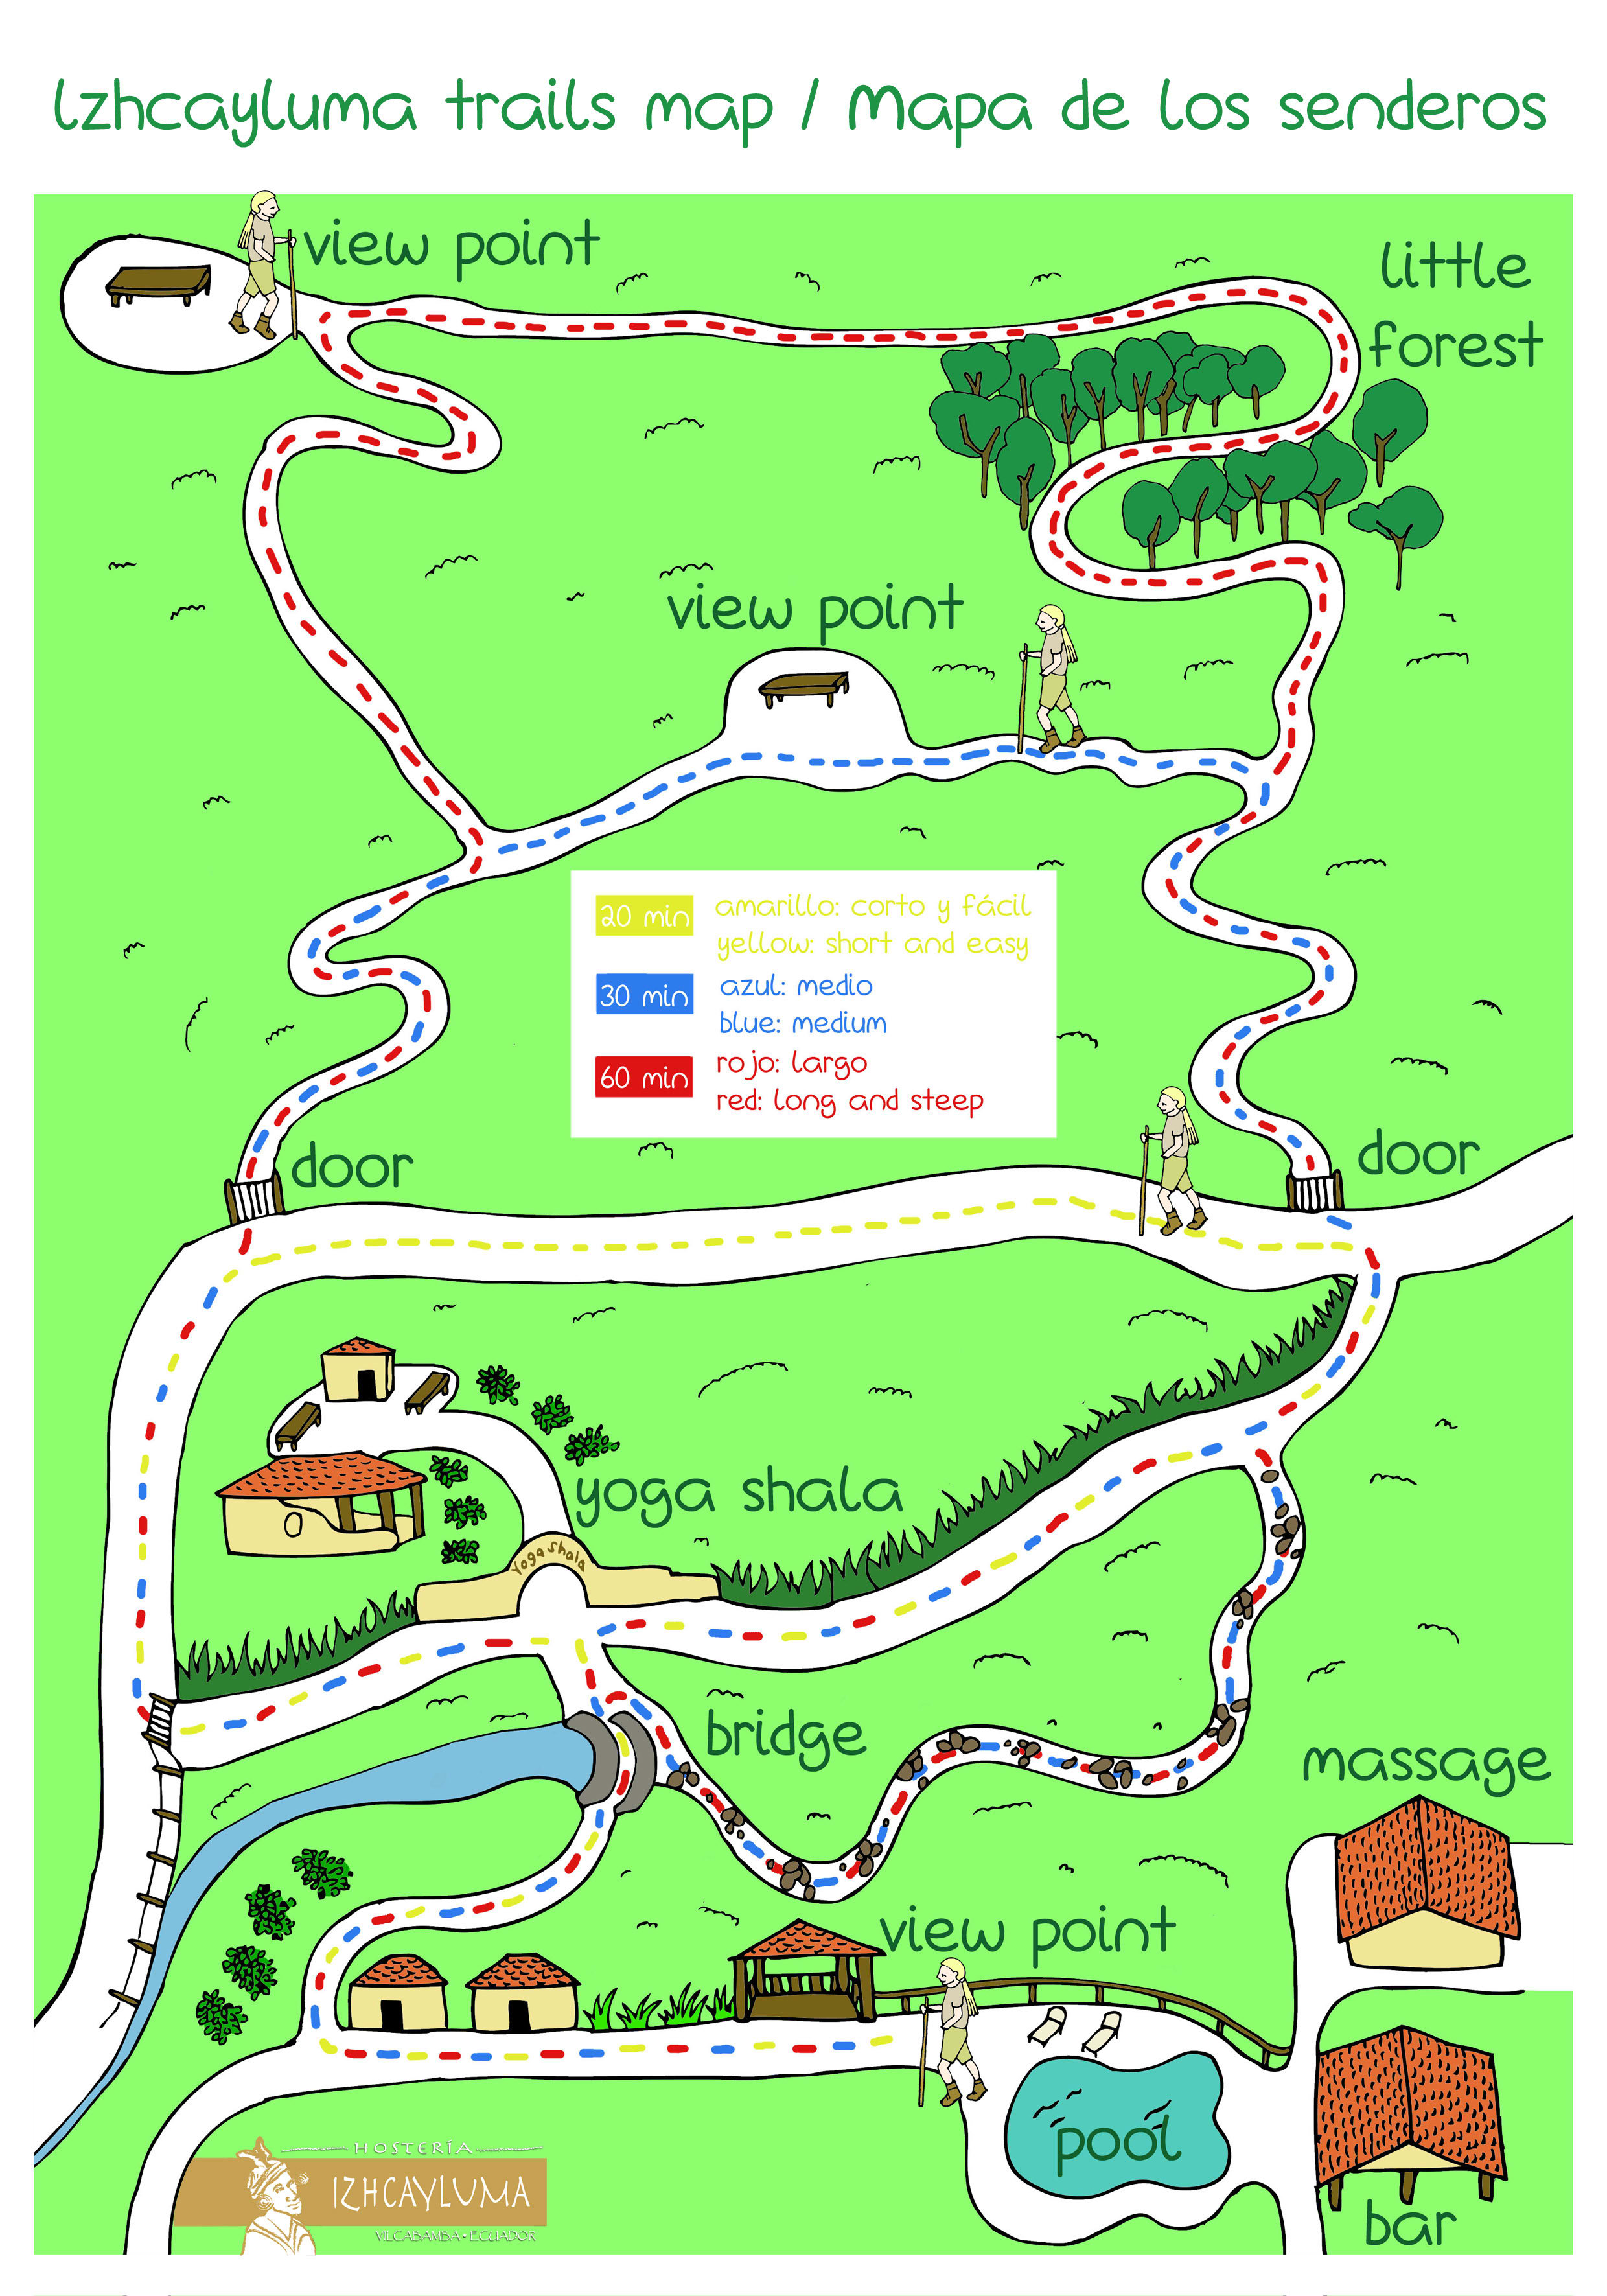 Izhcayluma trails map / Mapa de los senderos
view point
little
forest
view point
20 min
amarillo: corto y fácil
yellow: short and easy
30 min
azul: medio
blue: medium
60 min
rojo: largo
red: long and steep
door
door
yoga shala
Yoga Shala
bridge
massage
view point
pool
bar
HOSTERÍA
IZHCAYLUMA
VILCABAMBA • ECUADOR